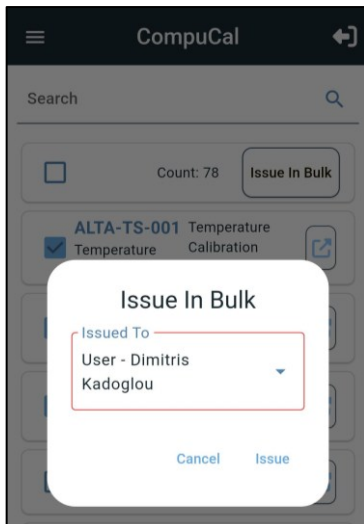 CompuCal
Search
Count: 78
Issue In Bulk
ALTA-TS-001
Temperature
Temperature
Calibration
Issue In Bulk
Issued To
User - Dimitris
Kadoglou
Cancel
Issue